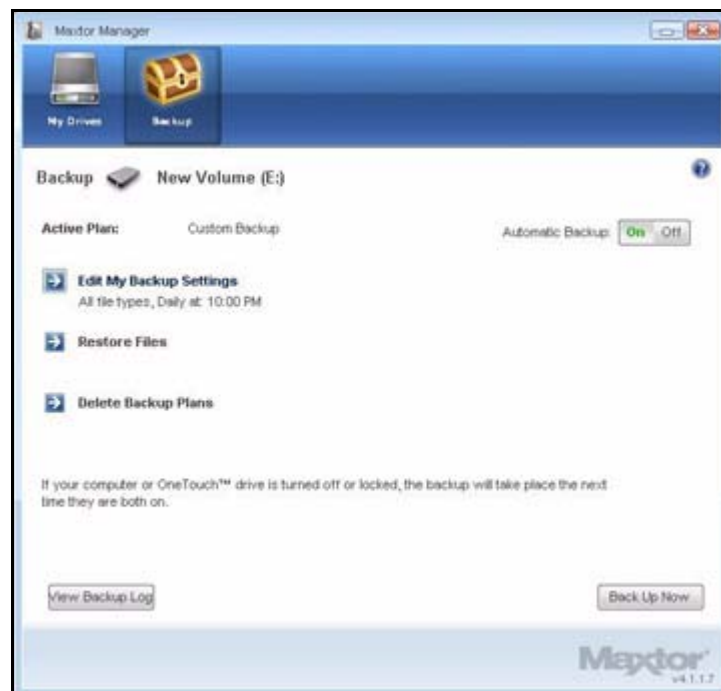 Maxtor Manager
My Drives Backup
Backup New Volume (E:)
Active Plan: Custom Backup Automatic Backup: On Off
Edit My Backup Settings
All file types, Daily at: 10:00 PM
Restore Files
Delete Backup Plans
If your computer or OneTouch™ drive is turned off or locked, the backup will take place the next
time they are both on.
View Backup Log Back Up Now
Maxtor
v4.1.1.7